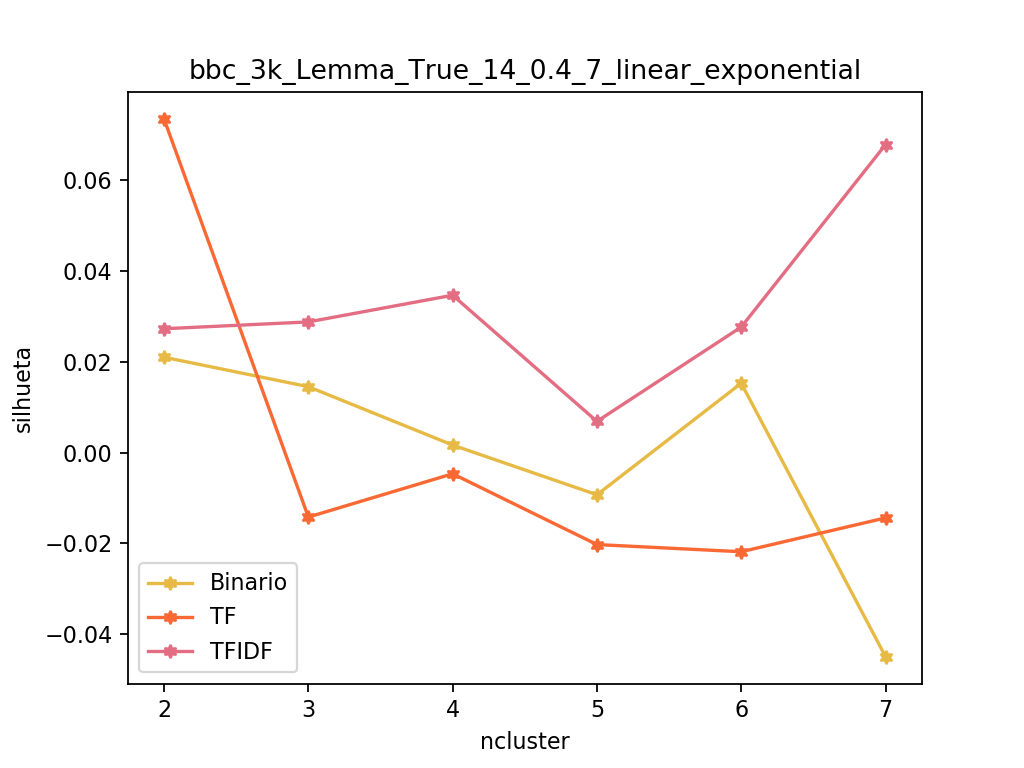 bbc_3k_Lemma_True_14_0.4_7_linear_exponential
silhueta
0.06
0.04
0.02
0.00
−0.02
−0.04
Binario
TF
TFIDF
2 3 4 5 6 7
ncluster